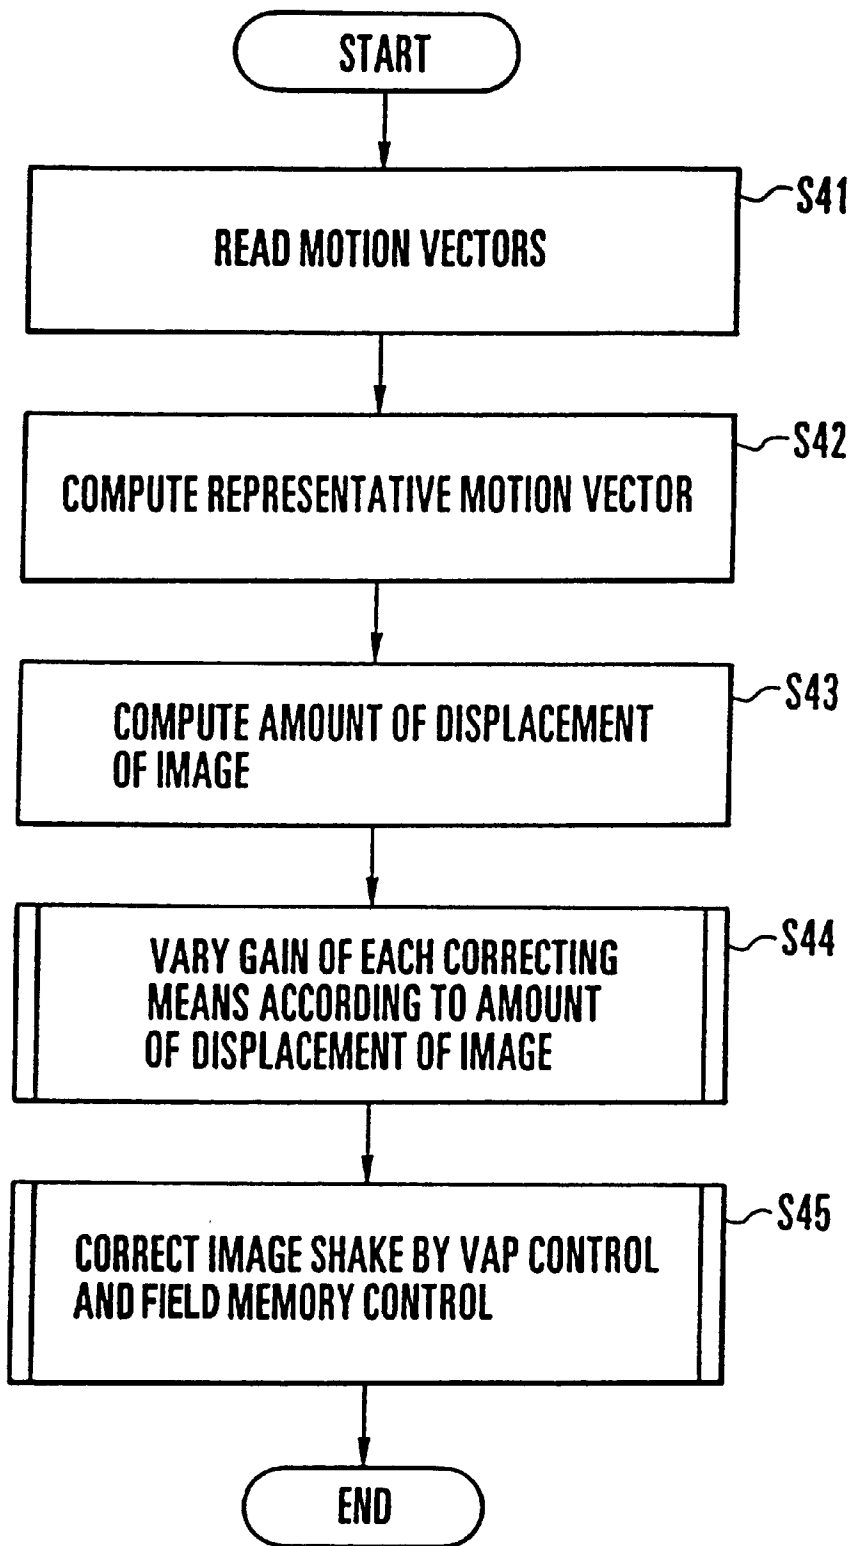 START
S41
READ MOTION VECTORS
S42
COMPUTE REPRESENTATIVE MOTION VECTOR
S43
COMPUTE AMOUNT OF DISPLACEMENT
OF IMAGE
S44
VARY GAIN OF EACH CORRECTING
MEANS ACCORDING TO AMOUNT
OF DISPLACEMENT OF IMAGE
S45
CORRECT IMAGE SHAKE BY VAP CONTROL
AND FIELD MEMORY CONTROL
END